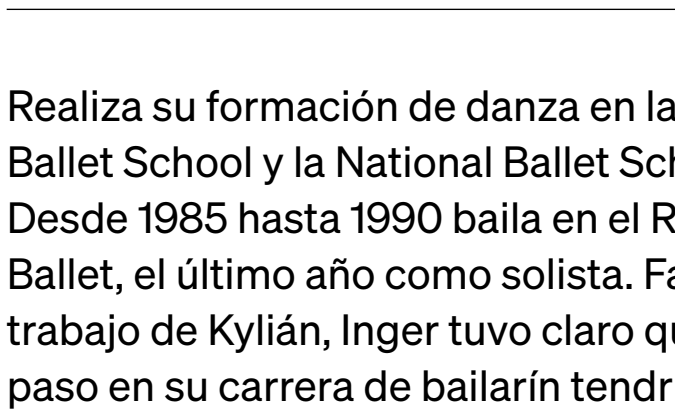 Realiza su formación de danza en la
Ballet School y la National Ballet Sch
Desde 1985 hasta 1990 baila en el R
Ballet, el último año como solista. Fa
trabajo de Kylián, Inger tuvo claro qu
paso en su carrera de bailarín tendr